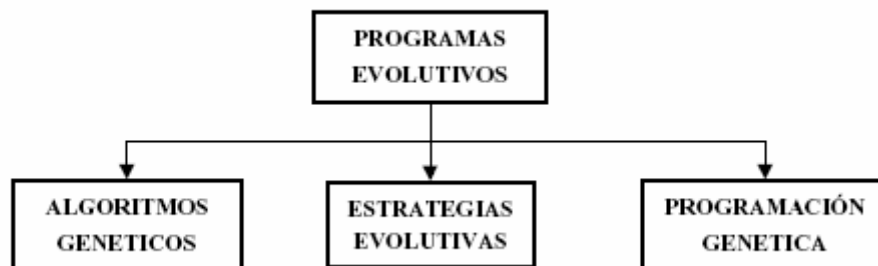 PROGRAMAS
EVOLUTIVOS
ALGORITMOS
GENETICOS
ESTRATEGIAS
EVOLUTIVAS
PROGRAMACIÓN
GENETICA